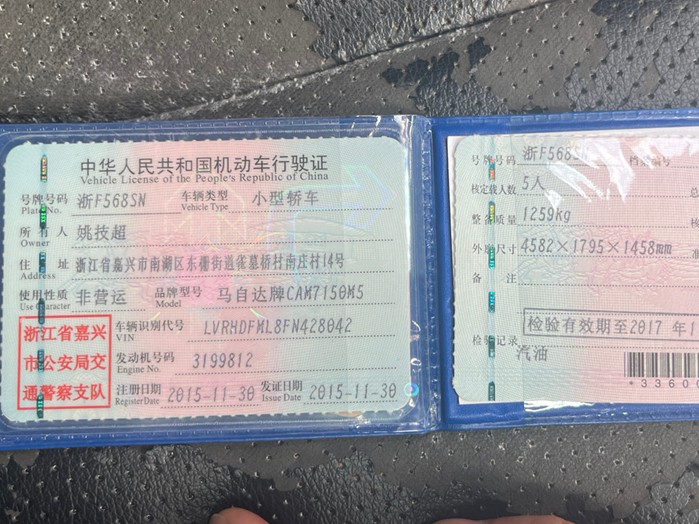 中华人民共和国机动车行驶证
Vehicle License of the People's Republic of China
号牌号码 浙F568SN 车辆类型 小型轿车
Plate No. Vehicle Type
所有人 姚技超
Owner
住址 浙江省嘉兴市南湖区东栅街道雀墓桥村南庄村14号
Address
使用性质 非营运 品牌型号 马自达牌CAM7150M5
Use Character Model
浙江省嘉兴
市公安局交
通警察支队
车辆识别代号 LVRHDFML8FN428042
VIN
发动机号码 3199812
Engine No.
注册日期 2015-11-30 发证日期 2015-11-30
Register Date Issue Date
号牌号码 浙F568S
核定载人数 5人 总
整备质量 1259Kg 核
外廓尺寸 4582×1795×1458mm 准
备注
检验有效期至2017 年1
检验记录
汽油
*3360